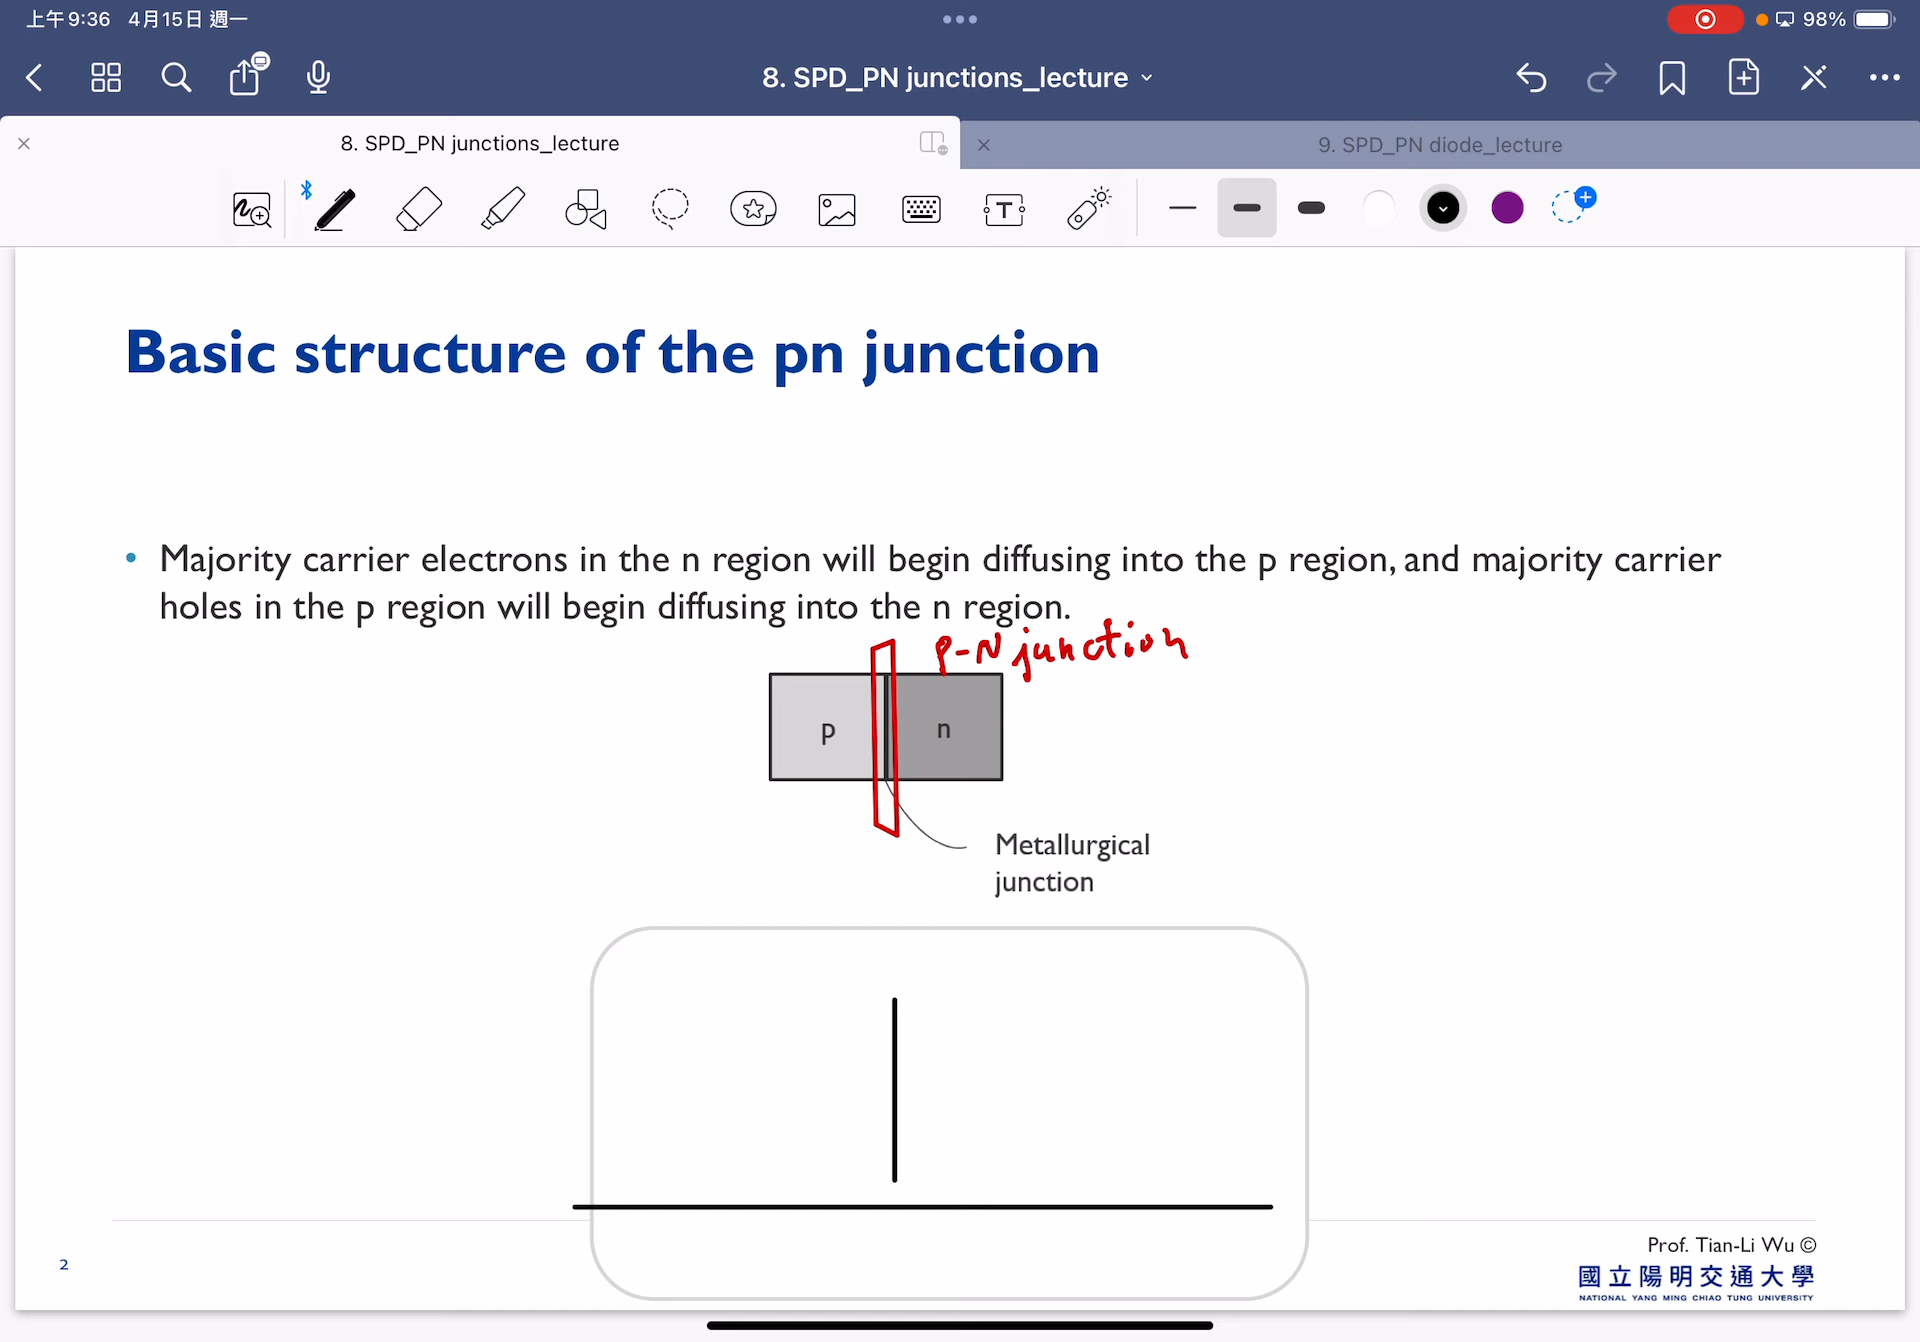 上午9:36 4月15日 週一
98%
8. SPD_PN junctions_lecture
8. SPD_PN junctions_lecture
9. SPD_PN diode_lecture
T
Basic structure of the pn junction
• Majority carrier electrons in the n region will begin diffusing into the p region, and majority carrier
holes in the p region will begin diffusing into the n region.
P-N junction
p
n
Metallurgical
junction
Prof. Tian-Li Wu ©
2
國立陽明交通大學
NATIONAL YANG MING CHIAO TUNG UNIVERSITY